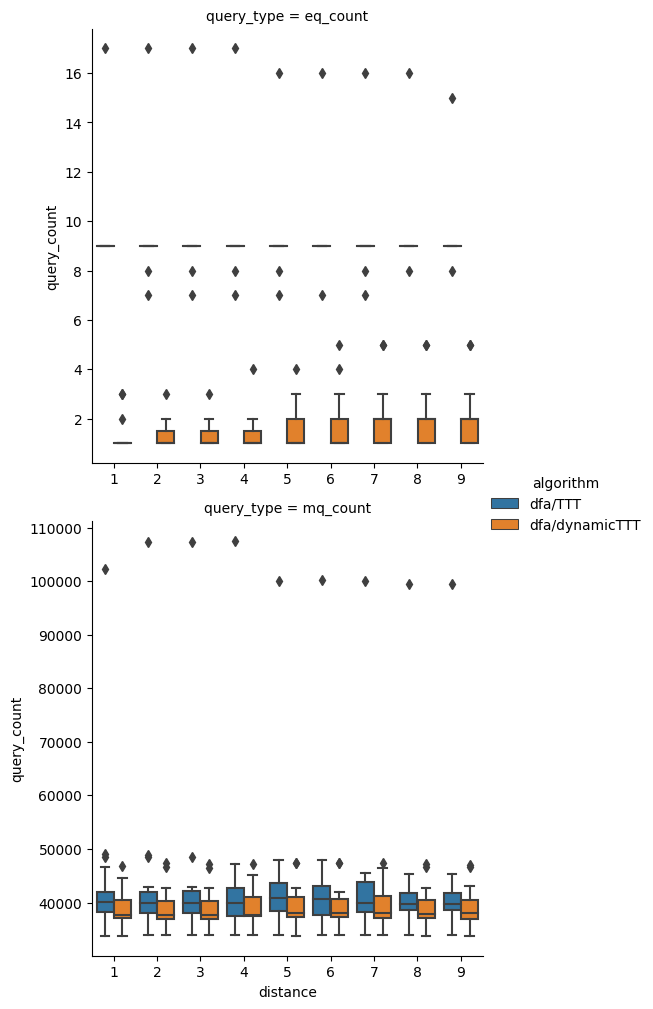 query_type = eq_count
16
14
12
10
8
6
4
2
query_count
1 2 3 4 5 6 7 8 9
algorithm
dfa/TTT
dfa/dynamicTTT
query_type = mq_count
110000
100000
90000
80000
70000
60000
50000
40000
query_count
1 2 3 4 5 6 7 8 9
distance